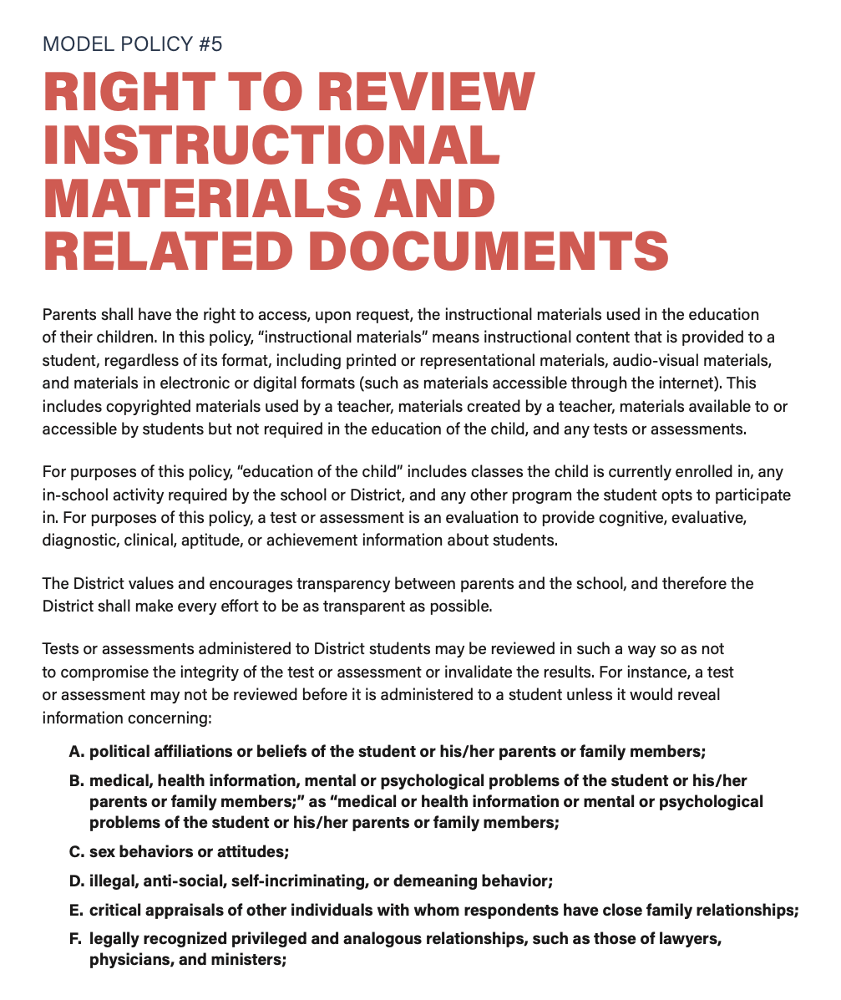 MODEL POLICY #5
RIGHT TO REVIEW
INSTRUCTIONAL
MATERIALS AND
RELATED DOCUMENTS
Parents shall have the right to access, upon request, the instructional materials used in the education
of their children. In this policy, “instructional materials” means instructional content that is provided to a
student, regardless of its format, including printed or representational materials, audio-visual materials,
and materials in electronic or digital formats (such as materials accessible through the internet). This
includes copyrighted materials used by a teacher, materials created by a teacher, materials available to or
accessible by students but not required in the education of the child, and any tests or assessments.
For purposes of this policy, “education of the child” includes classes the child is currently enrolled in, any
in-school activity required by the school or District, and any other program the student opts to participate
in. For purposes of this policy, a test or assessment is an evaluation to provide cognitive, evaluative,
diagnostic, clinical, aptitude, or achievement information about students.
The District values and encourages transparency between parents and the school, and therefore the
District shall make every effort to be as transparent as possible.
Tests or assessments administered to District students may be reviewed in such a way so as not
to compromise the integrity of the test or assessment or invalidate the results. For instance, a test
or assessment may not be reviewed before it is administered to a student unless it would reveal
information concerning:
A. political affiliations or beliefs of the student or his/her parents or family members;
B. medical, health information, mental or psychological problems of the student or his/her
parents or family members;” as “medical or health information or mental or psychological
problems of the student or his/her parents or family members;
C. sex behaviors or attitudes;
D. illegal, anti-social, self-incriminating, or demeaning behavior;
E. critical appraisals of other individuals with whom respondents have close family relationships;
F. legally recognized privileged and analogous relationships, such as those of lawyers,
physicians, and ministers;